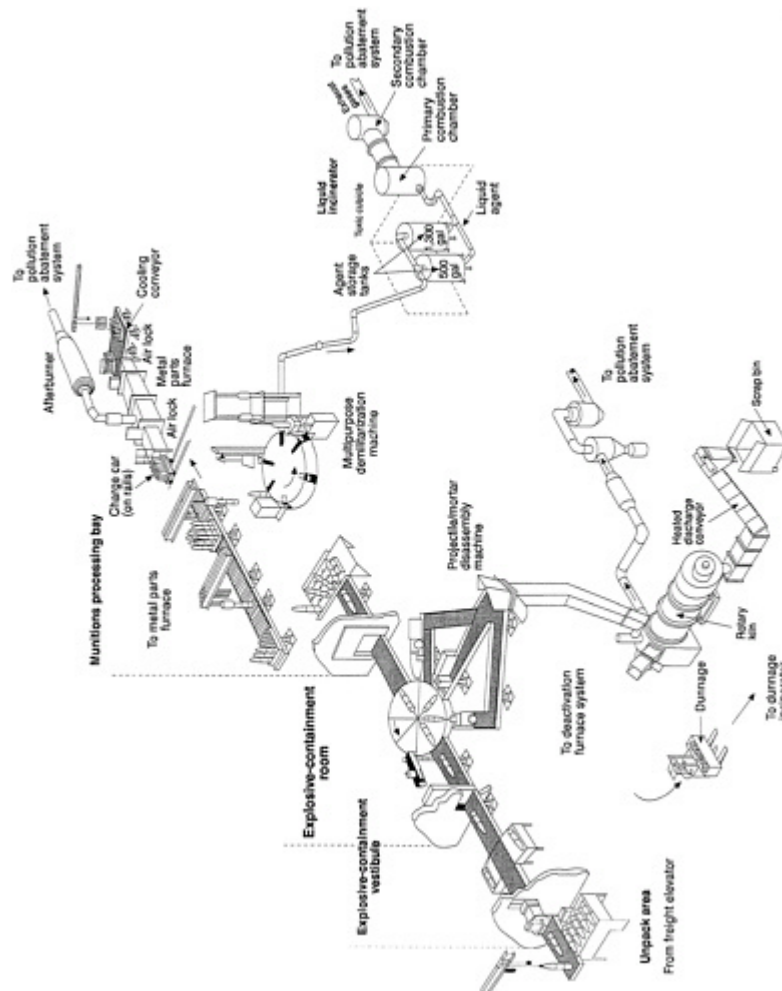 To
pollution
abatement
system
Secondary
combustion
chamber
Primary
combustion
chamber
Exhaust
gases
Liquid
incinerator
Toxic cubicle
Liquid
agent
1,300
gal
500
gal
Agent
storage
tanks
To
pollution
abatement
system
Cooling
conveyor
Air lock
Metal
parts
furnace
Afterburner
Air lock
Charge car
(on rails)
Multipurpose
demilitarization
machine
Munitions processing bay
To metal parts
furnace
Projectile/mortar
disassembly
machine
To
pollution
abatement
system
Scrap bin
Heated
discharge
conveyor
Rotary
kiln
Explosive-containment
room
To deactivation
furnace system
Dunnage
To dunnage
Explosive-containment
vestibule
Unpack area
From freight elevator